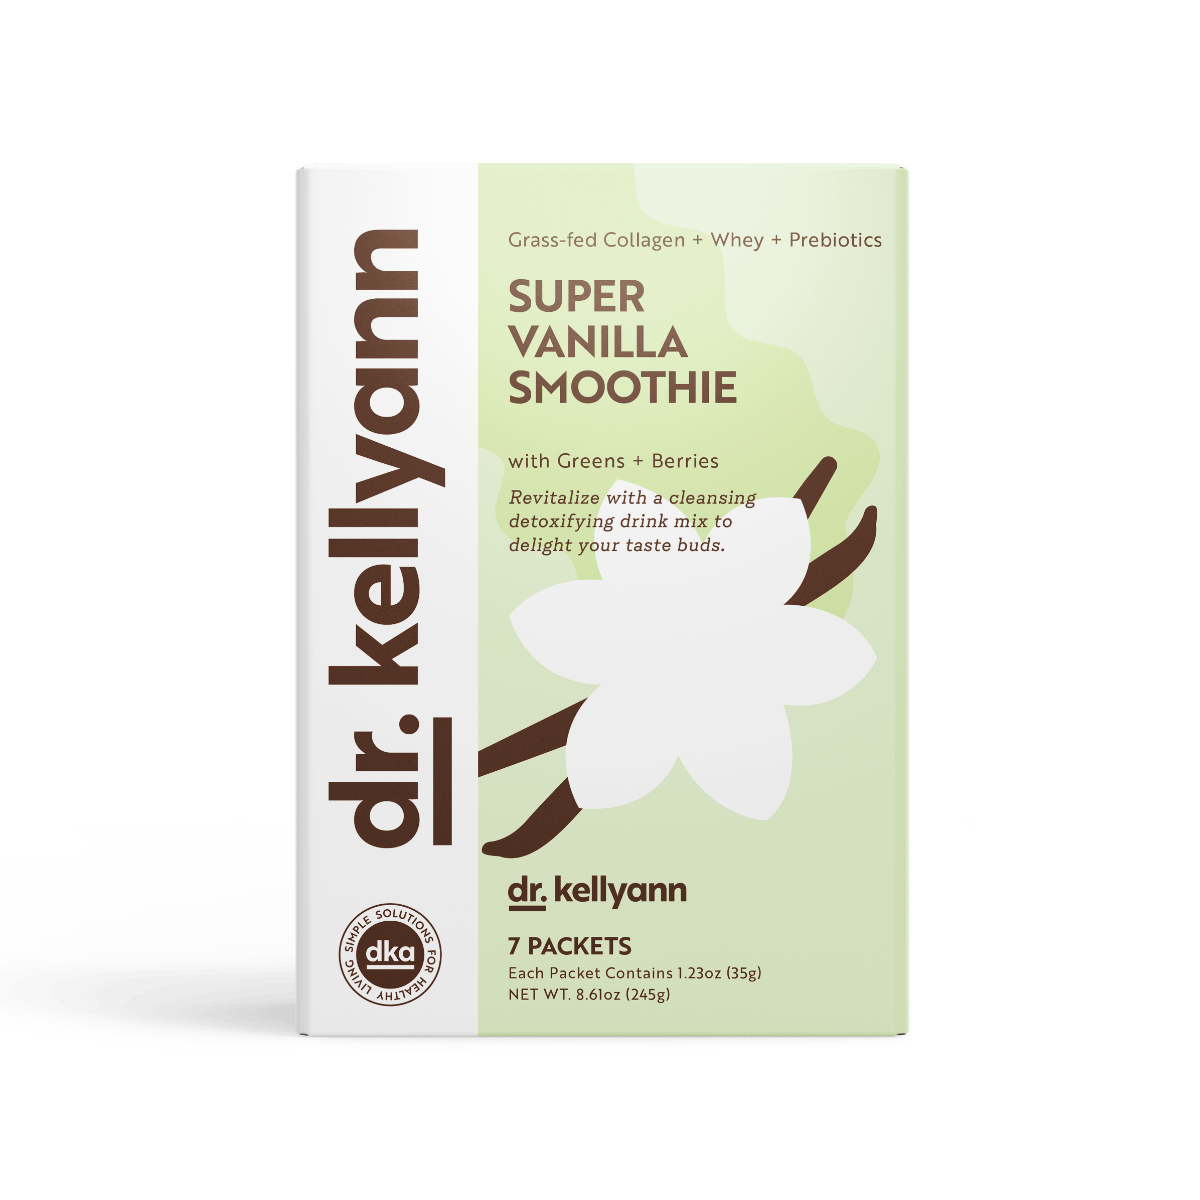 dr. kellyann
SIMPLE SOLUTIONS FOR HEALTHY LIVING
dka
Grass-fed Collagen + Whey + Prebiotics
SUPER
VANILLA
SMOOTHIE
with Greens + Berries
Revitalize with a cleansing
detoxifying drink mix to
delight your taste buds.
dr. kellyann
7 PACKETS
Each Packet Contains 1.23oz (35g)
NET WT. 8.61oz (245g)